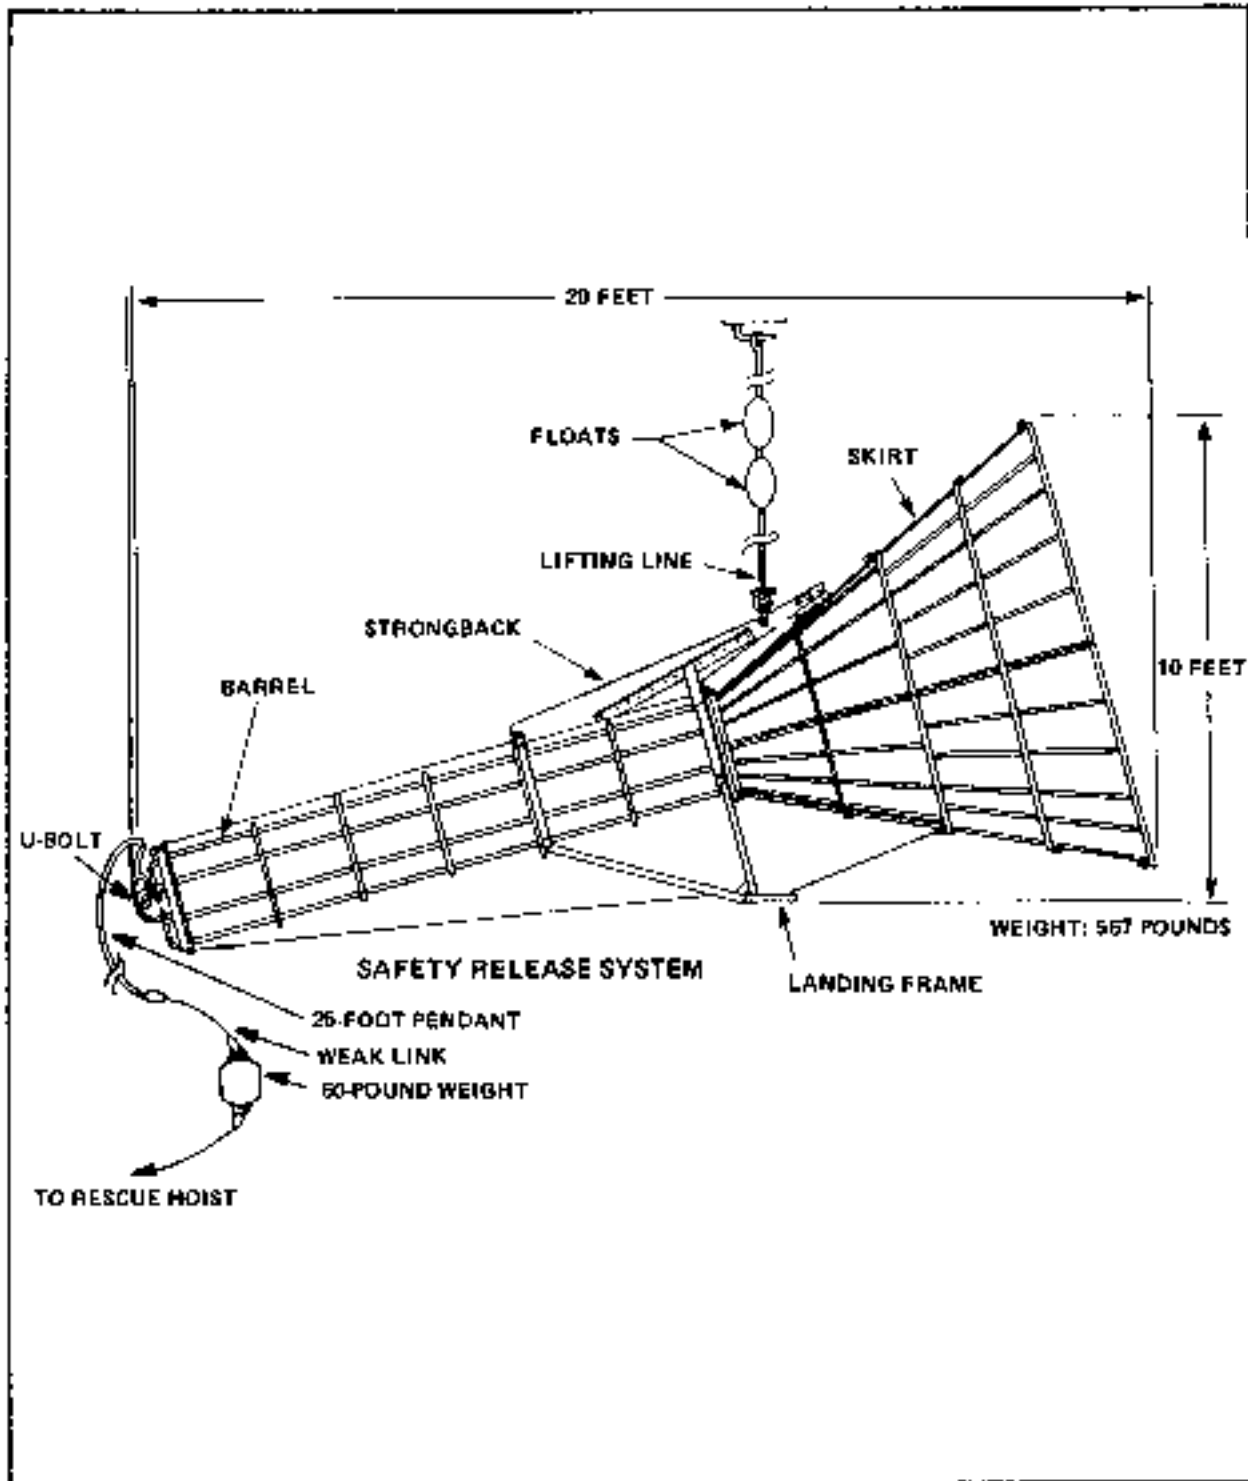 20 FEET
FLOATS
SKIRT
LIFTING LINE
STRONGBACK
10 FEET
BARREL
U-BOLT
WEIGHT: 567 POUNDS
SAFETY RELEASE SYSTEM
LANDING FRAME
25-FOOT PENDANT
WEAK LINK
60-POUND WEIGHT
TO RESCUE HOIST